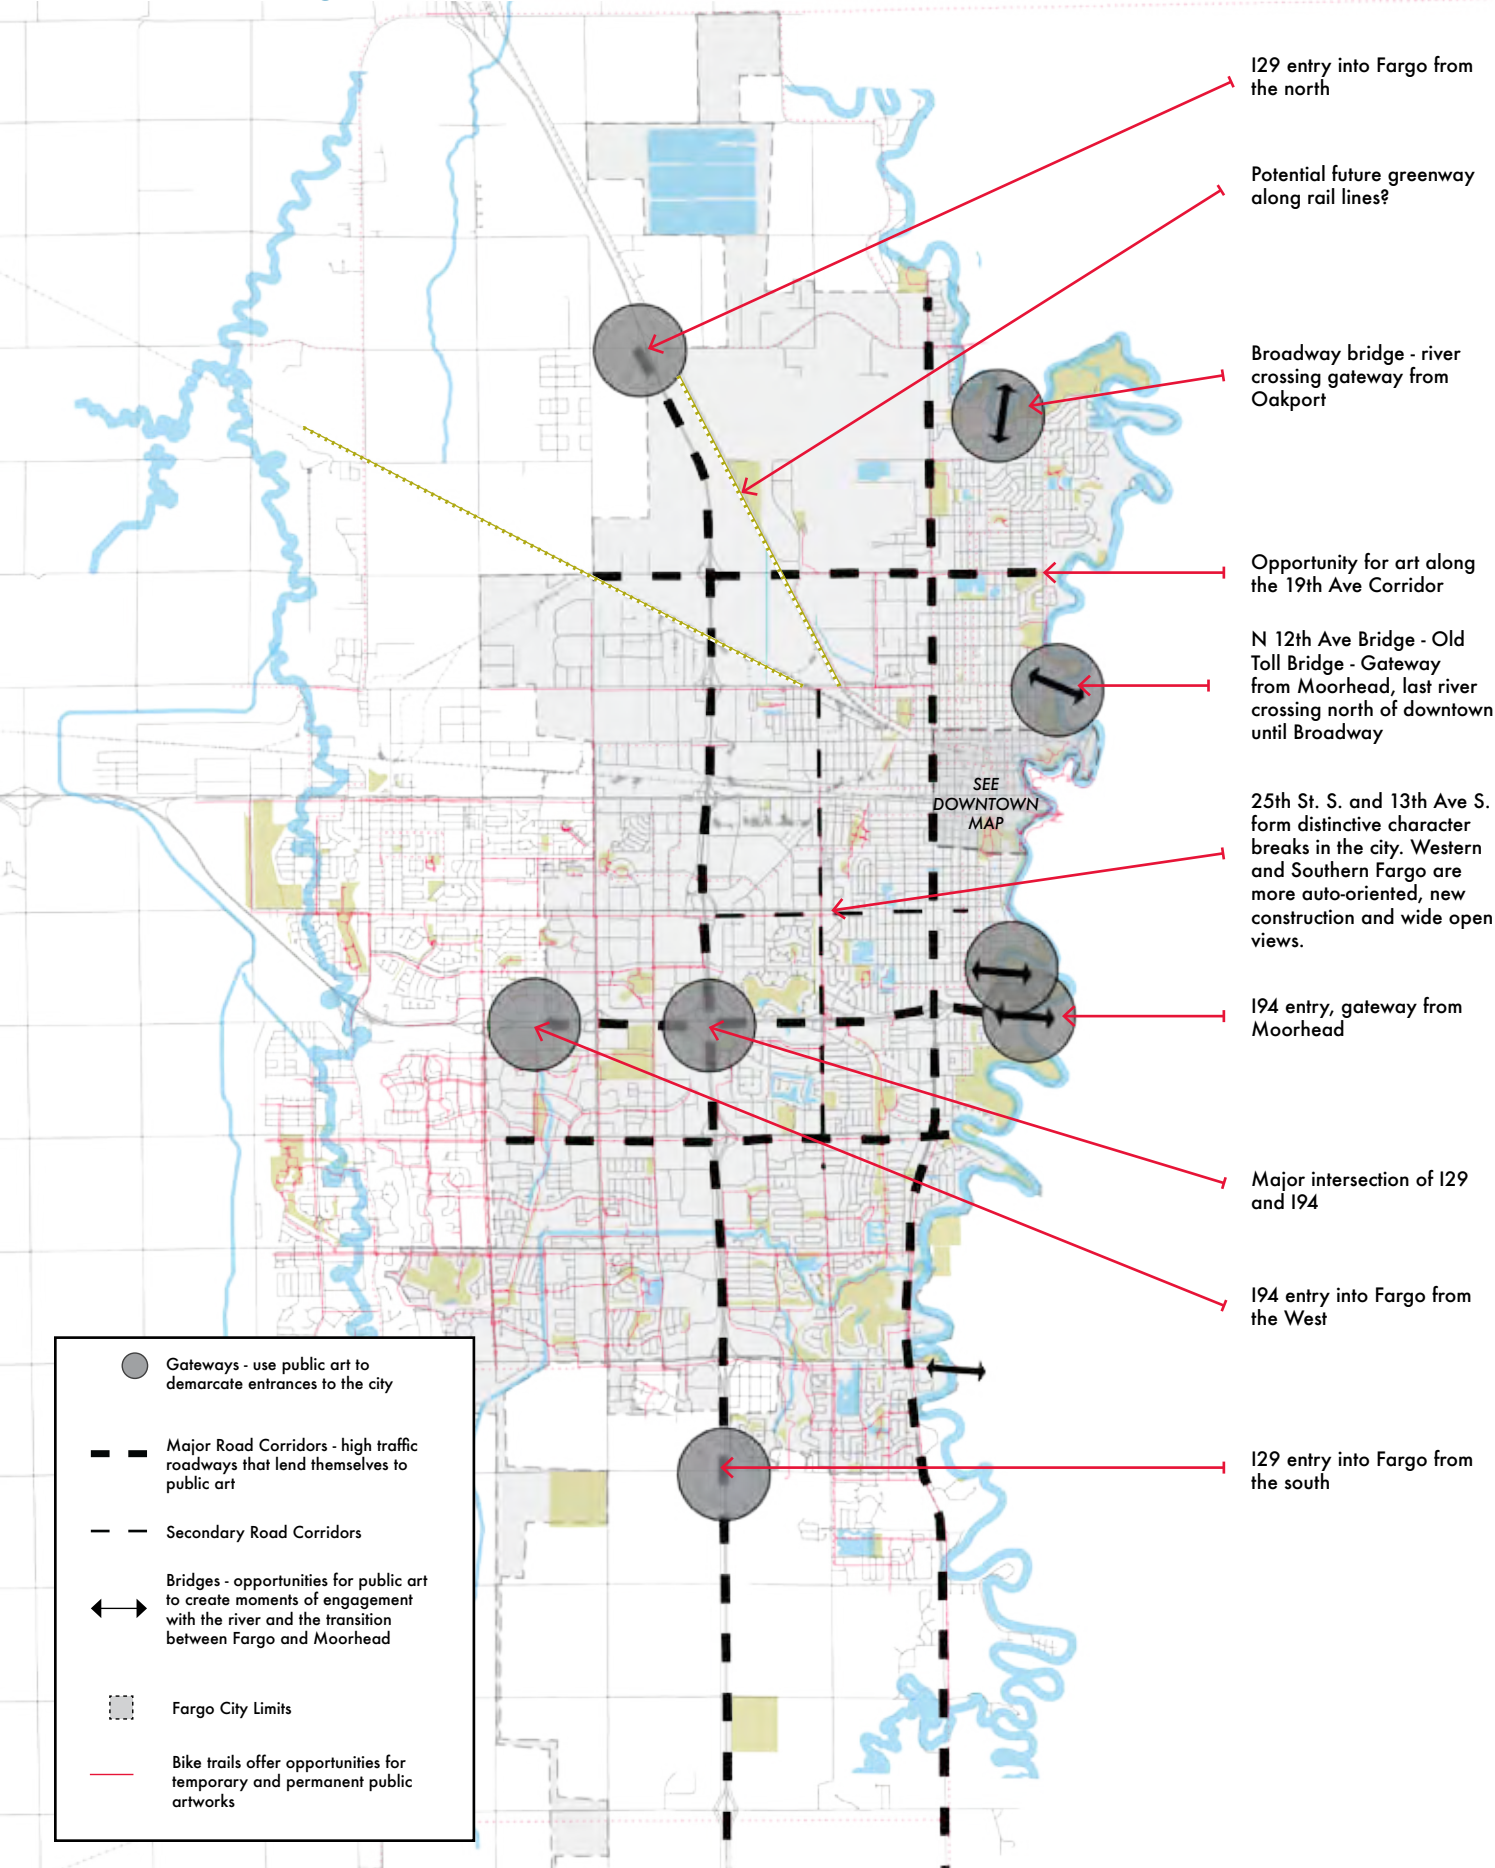 I29 entry into Fargo from
the north
Potential future greenway
along rail lines?
Broadway bridge - river
crossing gateway from
Oakport
Opportunity for art along
the 19th Ave Corridor
N 12th Ave Bridge - Old
Toll Bridge - Gateway
from Moorhead, last river
crossing north of downtown
until Broadway
SEE
DOWNTOWN
MAP
25th St. S. and 13th Ave S.
form distinctive character
breaks in the city. Western
and Southern Fargo are
more auto-oriented, new
construction and wide open
views.
I94 entry, gateway from
Moorhead
Major intersection of I29
and I94
I94 entry into Fargo from
the West
I29 entry into Fargo from
the south
Gateways - use public art to
demarcate entrances to the city
Major Road Corridors - high traffic
roadways that lend themselves to
public art
Secondary Road Corridors
Bridges - opportunities for public art
to create moments of engagement
with the river and the transition
between Fargo and Moorhead
Fargo City Limits
Bike trails offer opportunities for
temporary and permanent public
artworks